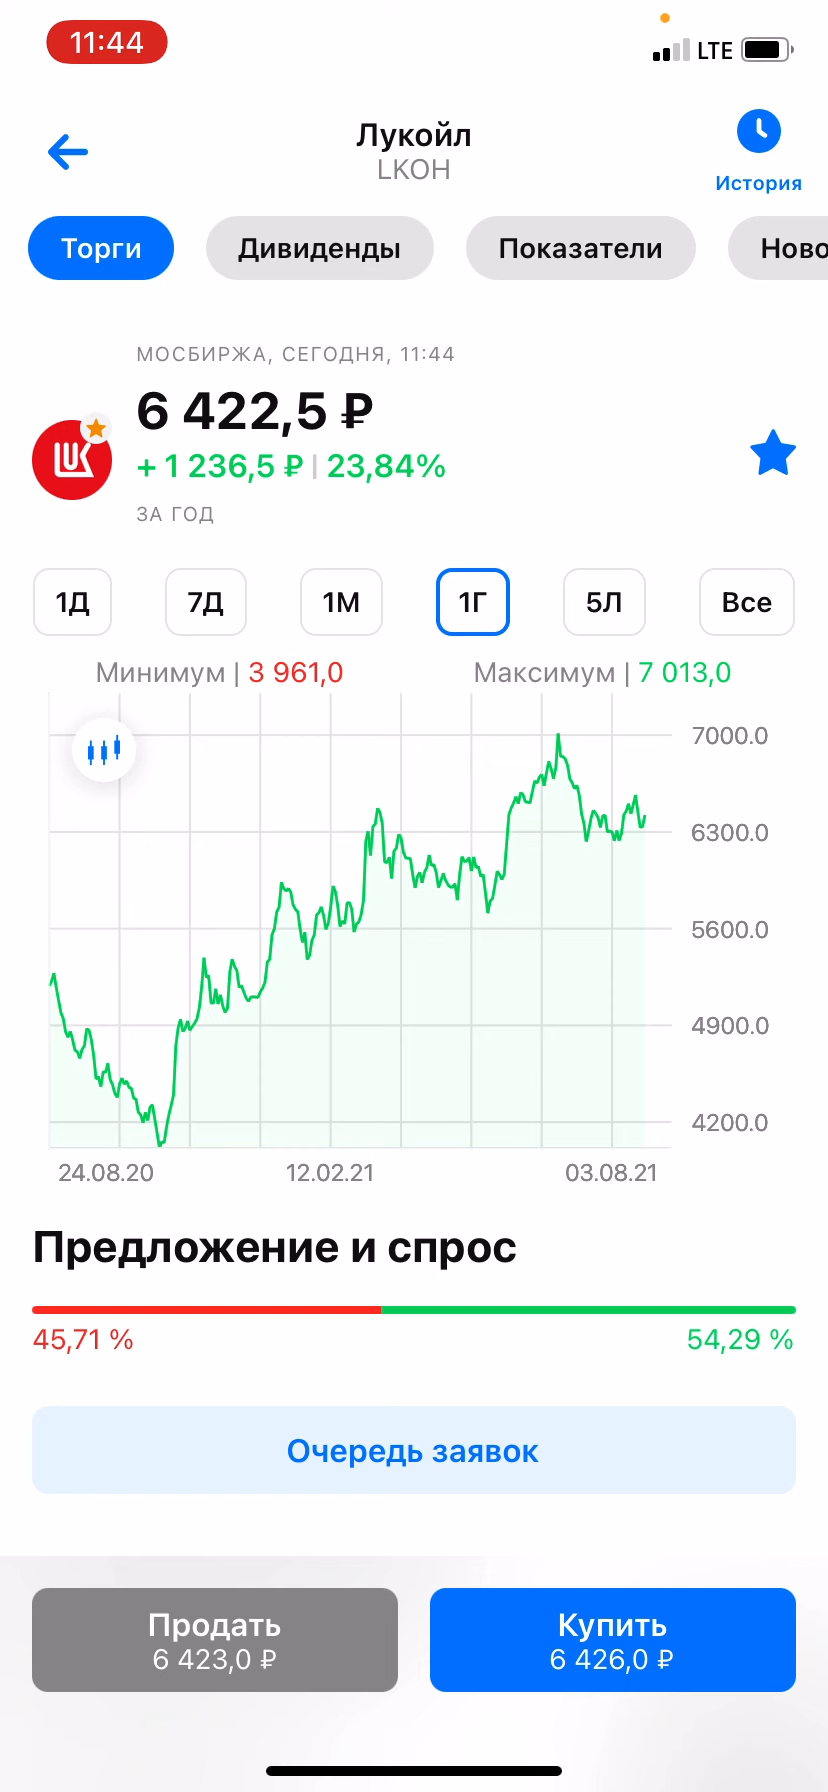 11:44
LTE
Лукойл
LKOH
История
Торги
Дивиденды
Показатели
Ново
МОСБИРЖА, СЕГОДНЯ, 11:44
6 422,5 ₽
+ 1 236,5 ₽ | 23,84%
ЗА ГОД
1Д
7Д
1М
1Г
5Л
Все
Минимум | 3 961,0
Максимум | 7 013,0
7000.0
6300.0
5600.0
4900.0
4200.0
24.08.20
12.02.21
03.08.21
Предложение и спрос
45,71 %
54,29 %
Очередь заявок
Продать
6 423,0 ₽
Купить
6 426,0 ₽